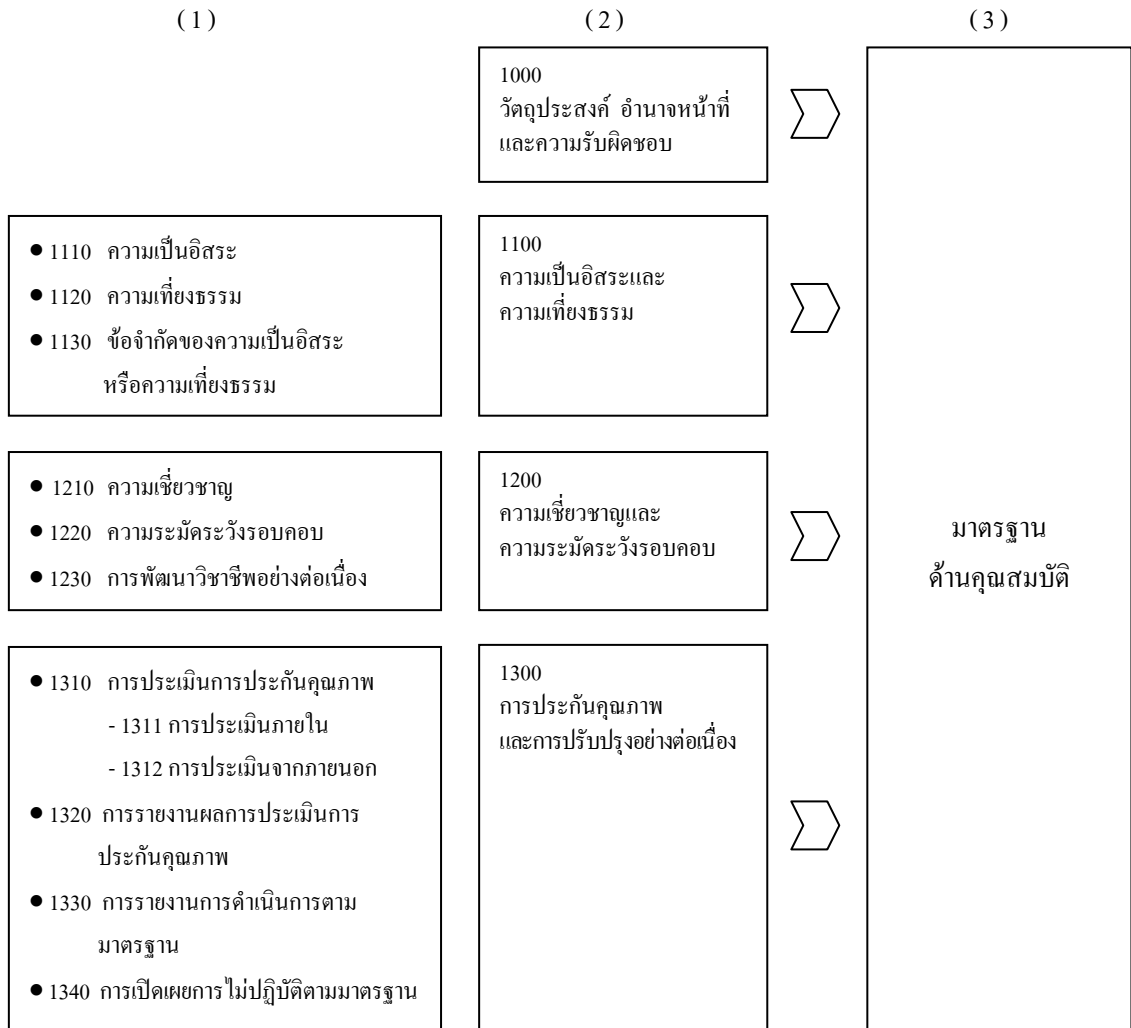 (1) (2) (3)
1000
วัตถุประสงค์ อำนาจหน้าที่
และความรับผิดชอบ
● 1110 ความเป็นอิสระ
● 1120 ความเที่ยงธรรม
● 1130 ข้อจำกัดของความเป็นอิสระ
หรือความเที่ยงธรรม
1100
ความเป็นอิสระและ
ความเที่ยงธรรม
● 1210 ความเชี่ยวชาญ
● 1220 ความระมัดระวังรอบคอบ
● 1230 การพัฒนาวิชาชีพอย่างต่อเนื่อง
1200
ความเชี่ยวชาญและ
ความระมัดระวังรอบคอบ
● 1310 การประเมินการประกันคุณภาพ
- 1311 การประเมินภายใน
- 1312 การประเมินจากภายนอก
● 1320 การรายงานผลการประเมินการ
ประกันคุณภาพ
● 1330 การรายงานการดำเนินการตาม
มาตรฐาน
● 1340 การเปิดเผยการไม่ปฏิบัติตามมาตรฐาน
1300
การประกันคุณภาพ
และการปรับปรุงอย่างต่อเนื่อง
มาตรฐาน
ด้านคุณสมบัติ